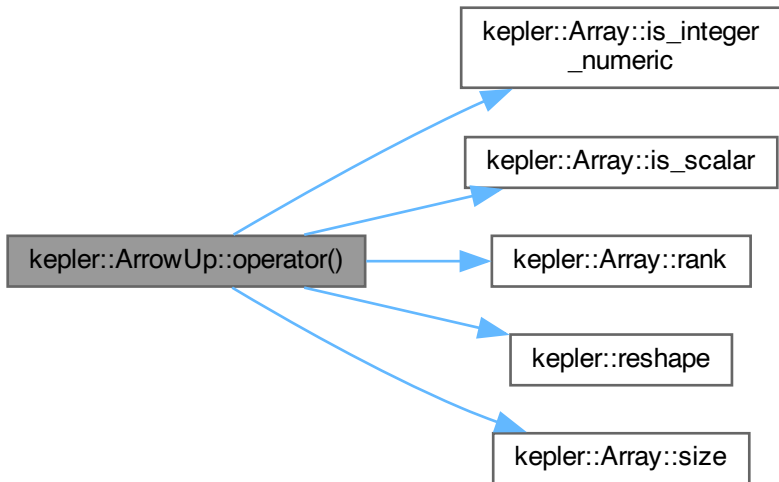 kepler::Array::is_integer
_numeric
kepler::Array::is_scalar
kepler::ArrowUp::operator()
kepler::Array::rank
kepler::reshape
kepler::Array::size